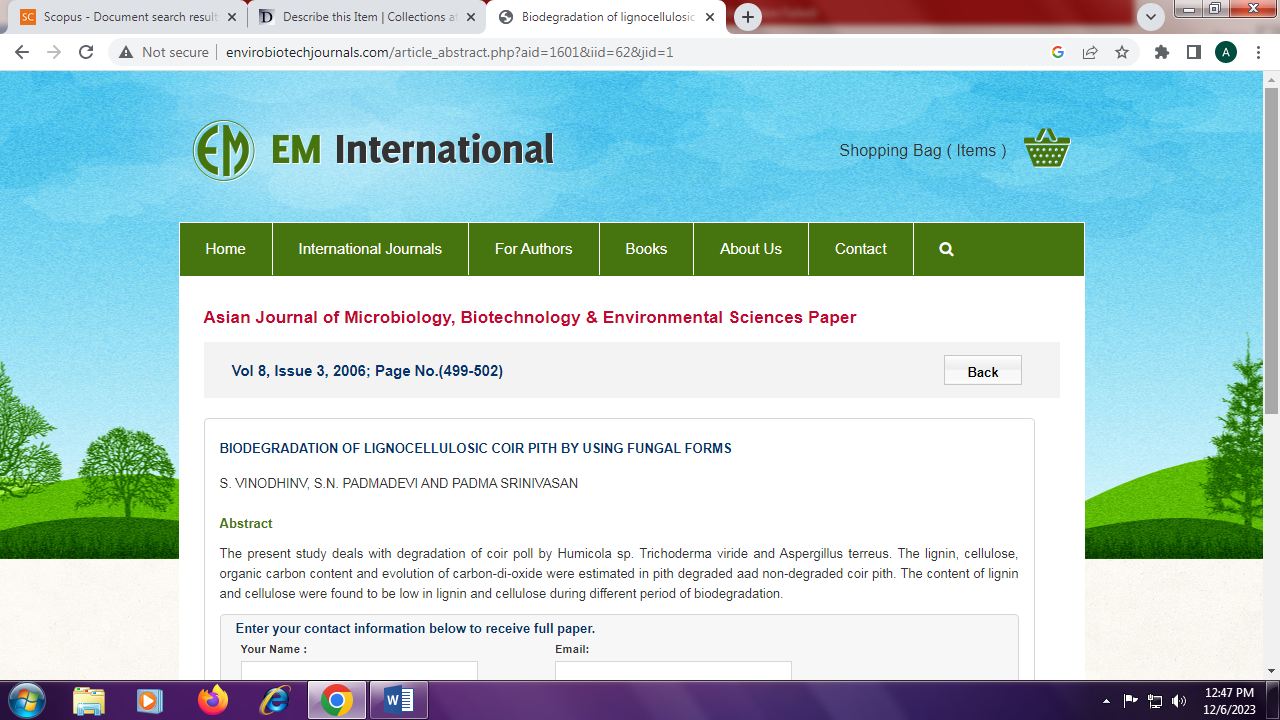 Scopus - Document search result
Describe this Item | Collections a
Biodegradation of lignocellulosic
Not secure
envirobiotechjournals.com/article_abstract.php?aid=1601&iid=62&jid=1
A
EM
EM International
Shopping Bag ( Items )
Home
International Journals
For Authors
Books
About Us
Contact
Asian Journal of Microbiology, Biotechnology & Environmental Sciences Paper
Vol 8, Issue 3, 2006; Page No.(499-502)
Back
BIODEGRADATION OF LIGNOCELLULOSIC COIR PITH BY USING FUNGAL FORMS
S. VINODHINV, S.N. PADMADEVI AND PADMA SRINIVASAN
Abstract
The present study deals with degradation of coir poll by Humicola sp. Trichoderma viride and Aspergillus terreus. The lignin, cellulose,
organic carbon content and evolution of carbon-di-oxide were estimated in pith degraded aad non-degraded coir pith. The content of lignin
and cellulose were found to be low in lignin and cellulose during different period of biodegradation.
Enter your contact information below to receive full paper.
Your Name :
Email:
12:47 PM
12/6/2023